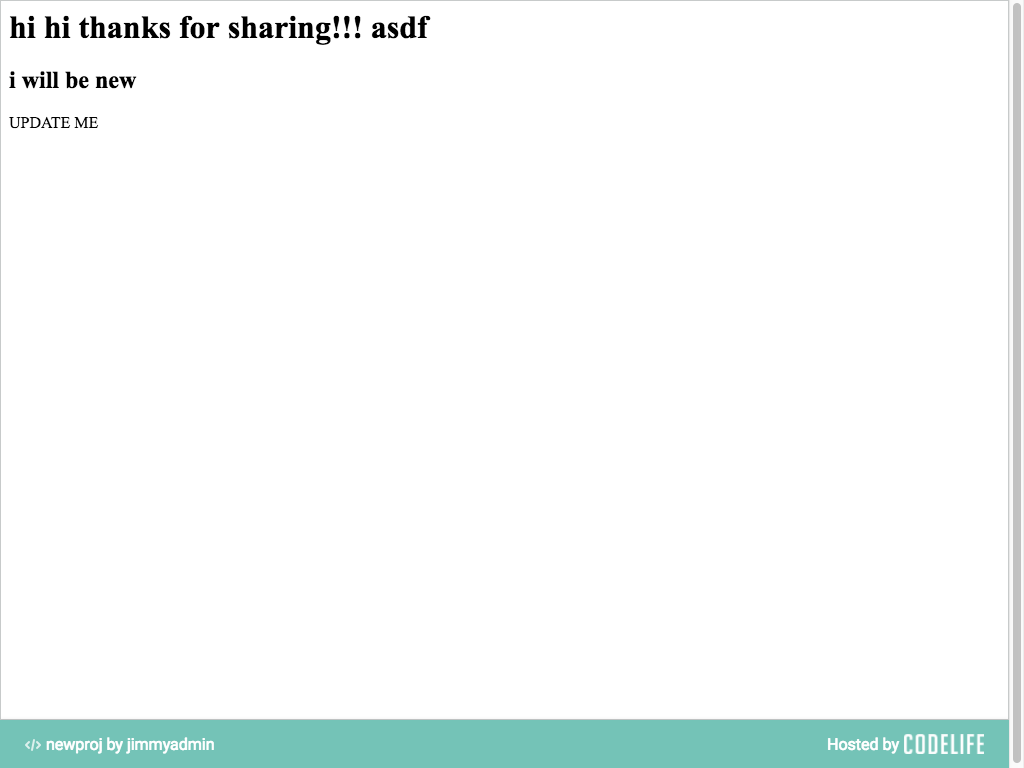 hi hi thanks for sharing!!! asdf
i will be new
UPDATE ME
</> newproj by jimmyadmin
Hosted by CODELIFE